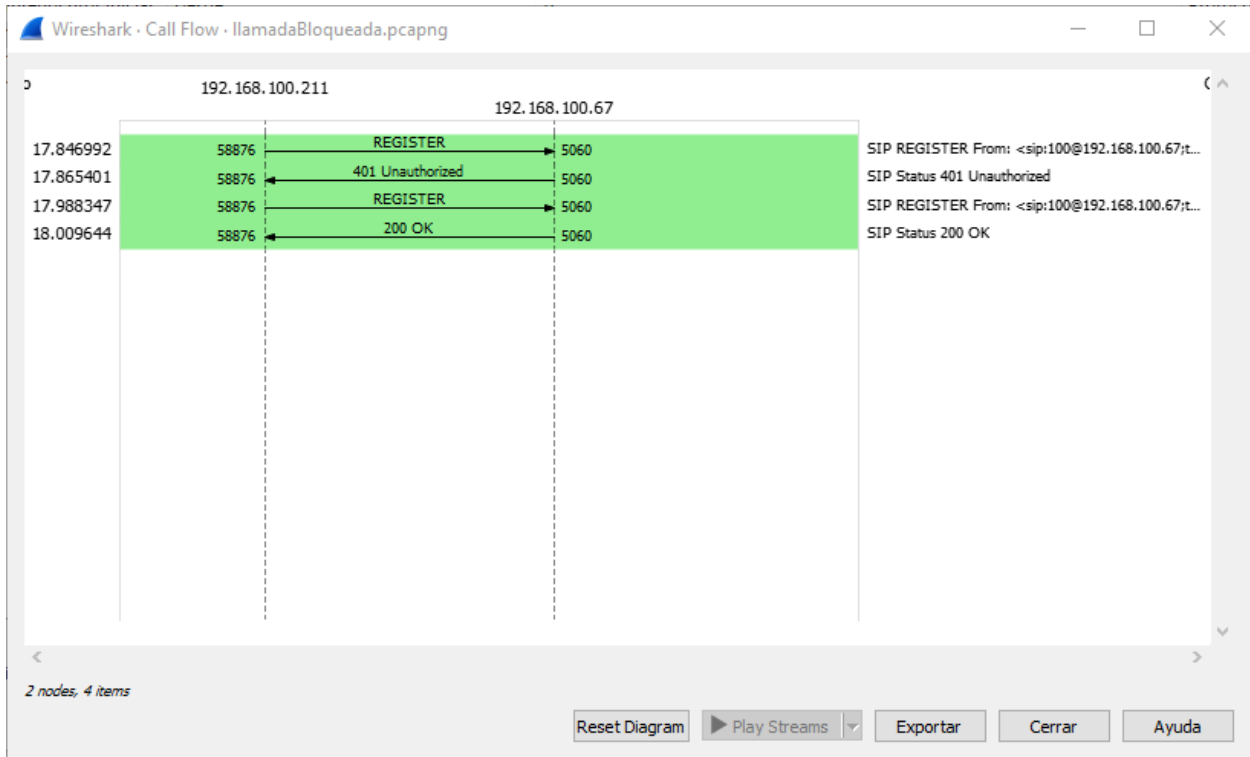 Wireshark · Call Flow · llamadaBloqueada.pcapng
192.168.100.211
192.168.100.67
17.846992 58876 REGISTER 5060 SIP REGISTER From: <sip:100@192.168.100.67;t...
17.865401 58876 401 Unauthorized 5060 SIP Status 401 Unauthorized
17.988347 58876 REGISTER 5060 SIP REGISTER From: <sip:100@192.168.100.67;t...
18.009644 58876 200 OK 5060 SIP Status 200 OK
2 nodes, 4 items
Reset Diagram Play Streams Exportar Cerrar Ayuda